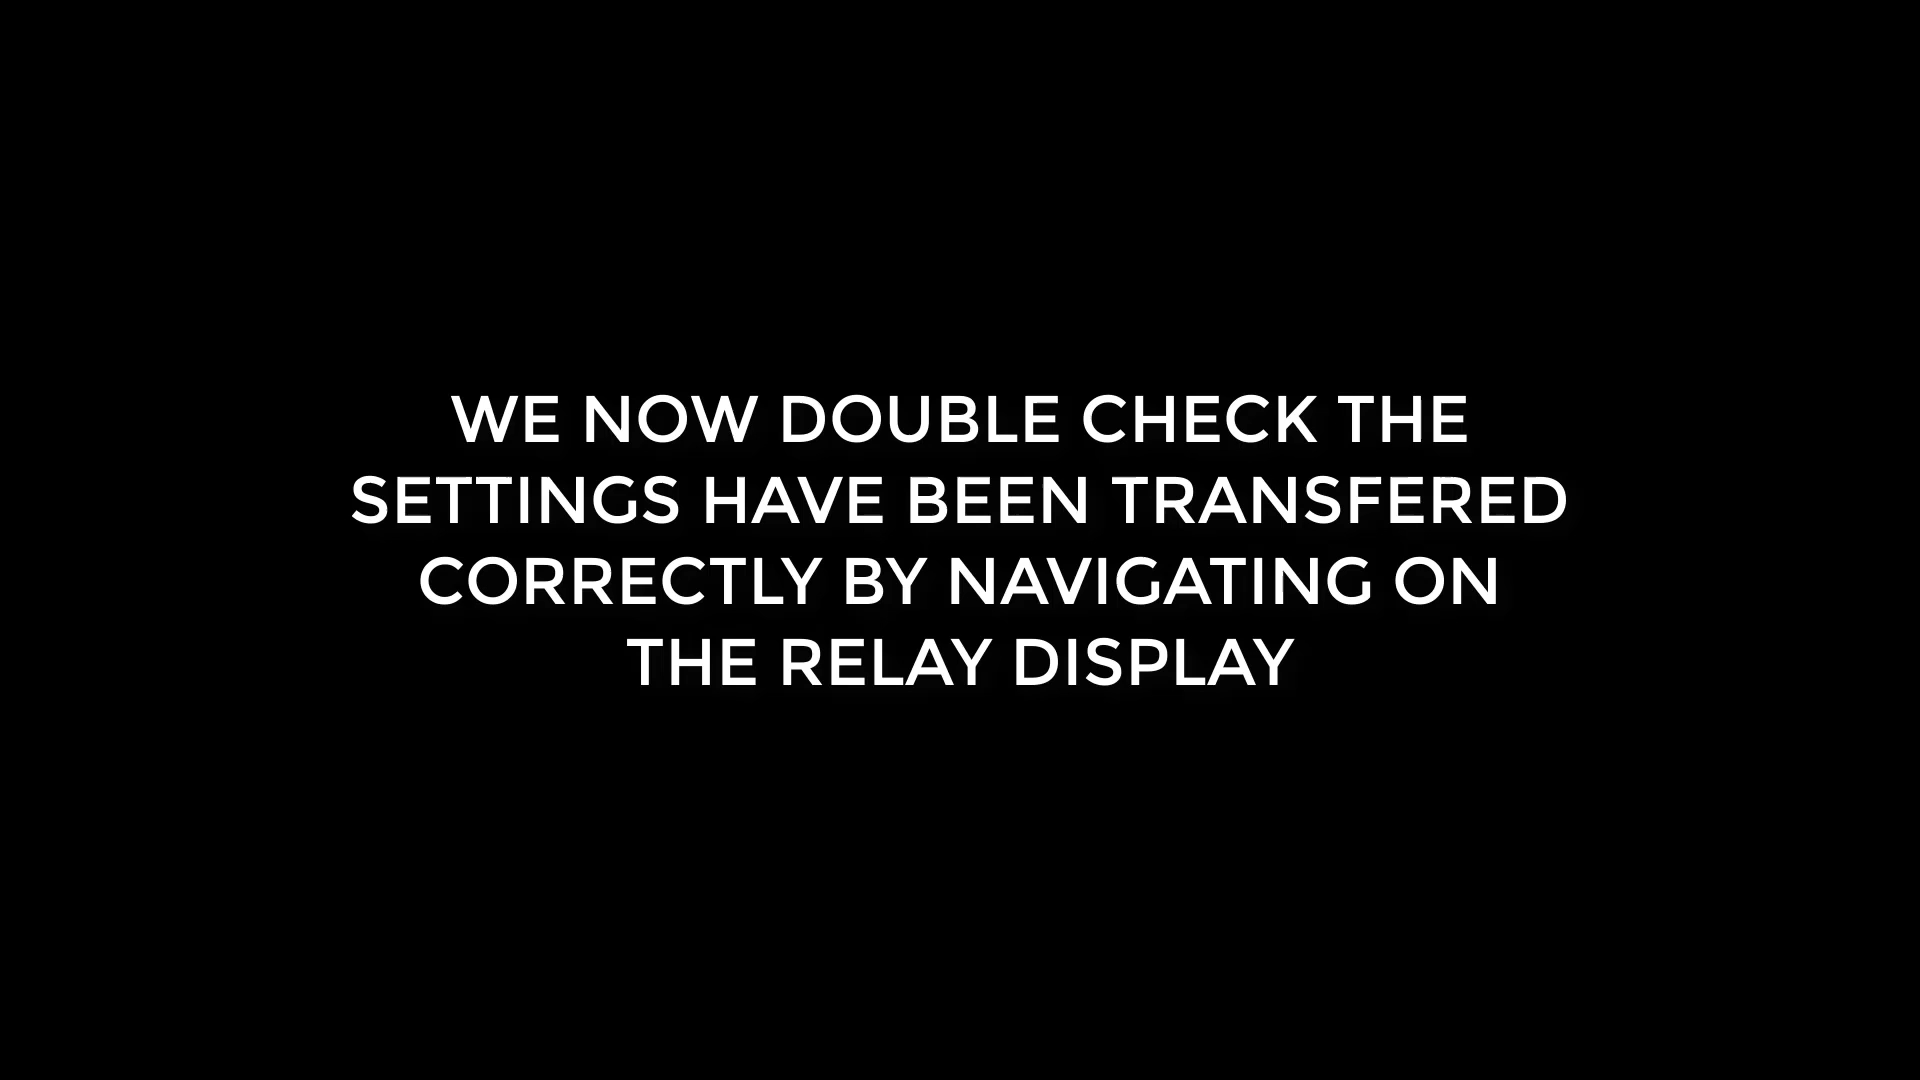 WE NOW DOUBLE CHECK THE
SETTINGS HAVE BEEN TRANSFERED
CORRECTLY BY NAVIGATING ON
THE RELAY DISPLAY